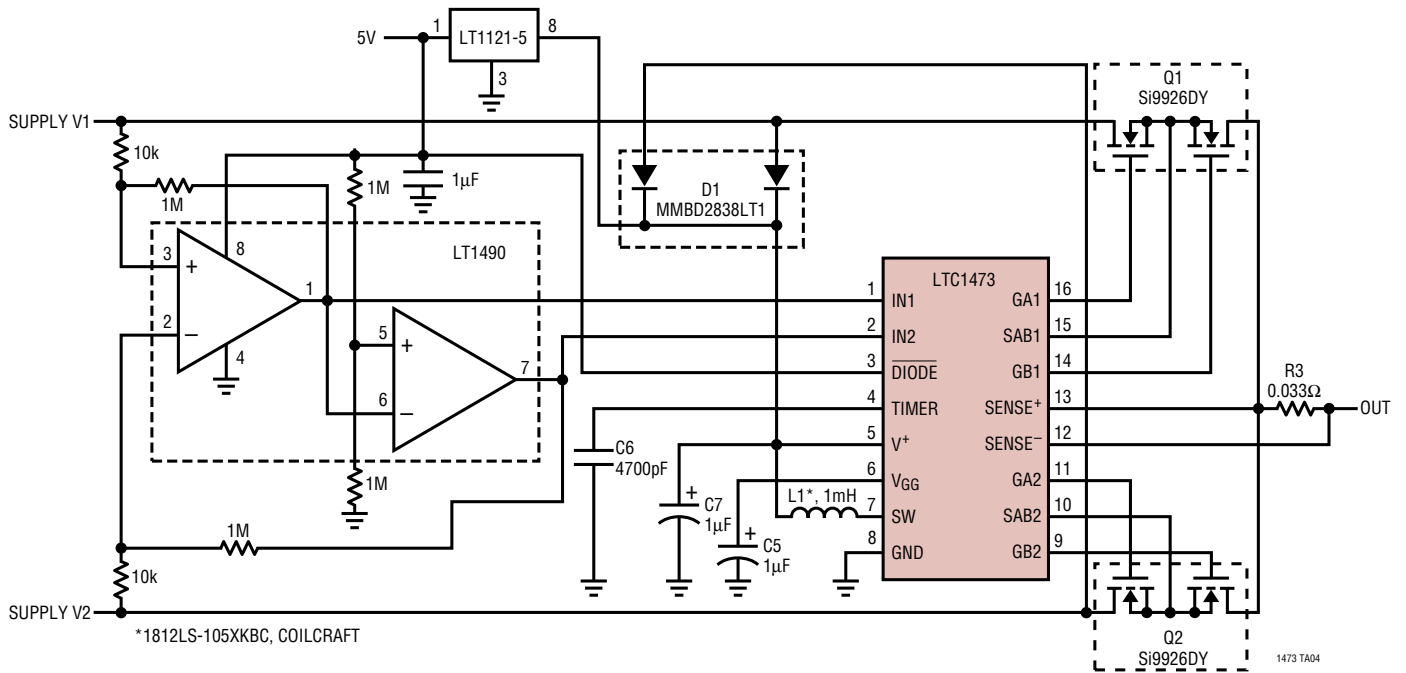 1
LT1121-5
8
5V
3
SUPPLY V1
10k
1M
1M
1µF
D1
MMBD2838LT1
Q1
Si9926DY
LT1490
3
+
2
–
8
4
1
5
+
6
–
7
1M
1M
10k
SUPPLY V2
*1812LS-105XKBC, COILCRAFT
C6
4700pF
+
C7
1µF
+
C5
1µF
L1*, 1mH
LTC1473
1
IN1
2
IN2
3
DIODE
4
TIMER
5
V+
6
VGG
7
SW
8
GND
GA1
16
SAB1
15
GB1
14
SENSE+
13
SENSE–
12
GA2
11
SAB2
10
GB2
9
R3
0.033Ω
OUT
Q2
Si9926DY
1473 TA04